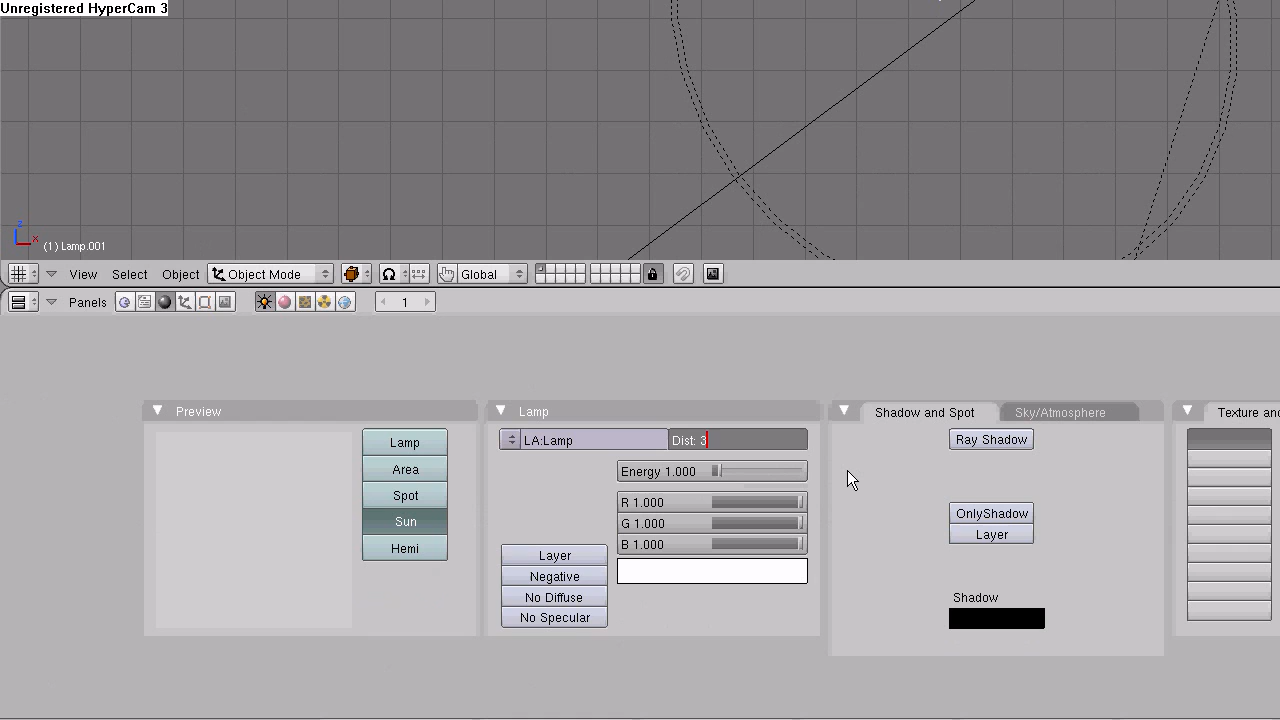 Unregistered HyperCam 3
z
x
(1) Lamp.001
View Select Object Object Mode Global
Panels 1
Preview
Lamp
Area
Spot
Sun
Hemi
Lamp
LA:Lamp Dist: 3
Energy 1.000
R 1.000
G 1.000
B 1.000
Layer
Negative
No Diffuse
No Specular
Shadow and Spot Sky/Atmosphere
Ray Shadow
OnlyShadow
Layer
Shadow
Texture an